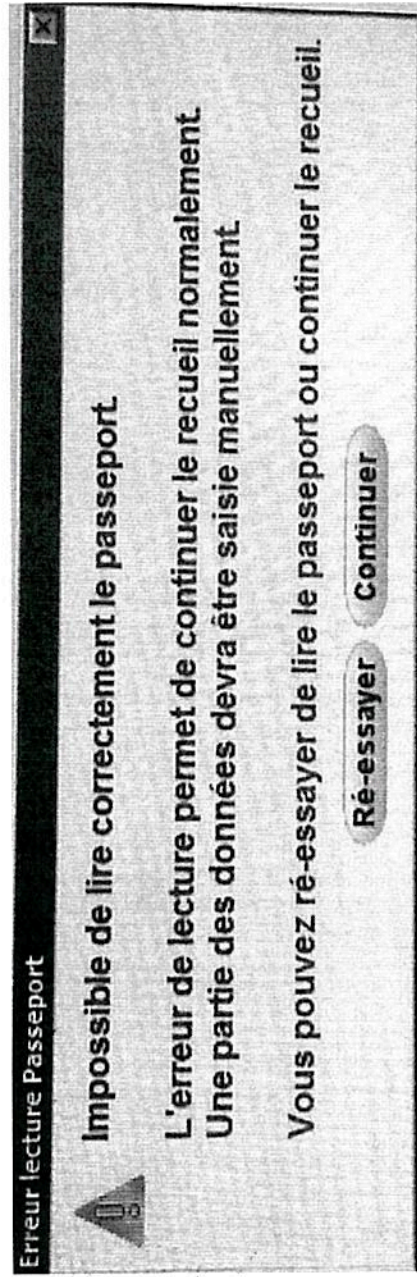 Erreur lecture Passeport
Impossible de lire correctement le passeport.
L'erreur de lecture permet de continuer le recueil normalement.
Une partie des données devra être saisie manuellement.
Vous pouvez ré-essayer de lire le passeport ou continuer le recueil.
Ré-essayer Continuer